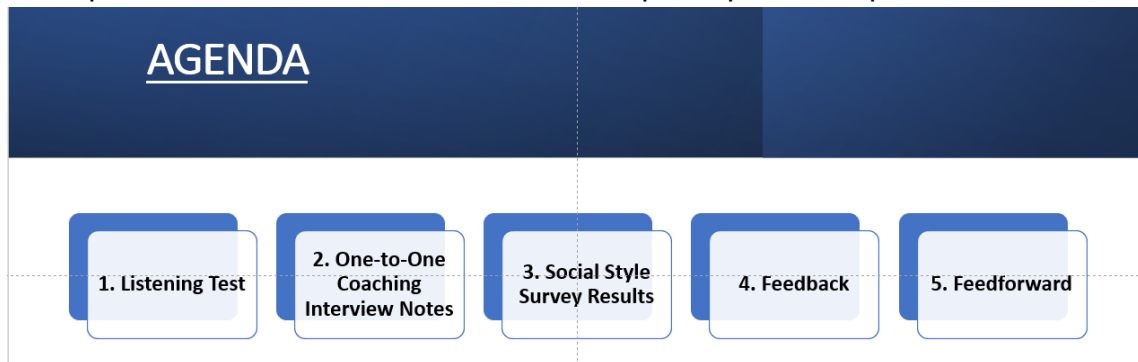 AGENDA
1. Listening Test
2. One-to-One
Coaching
Interview Notes
3. Social Style
Survey Results
4. Feedback
5. Feedforward